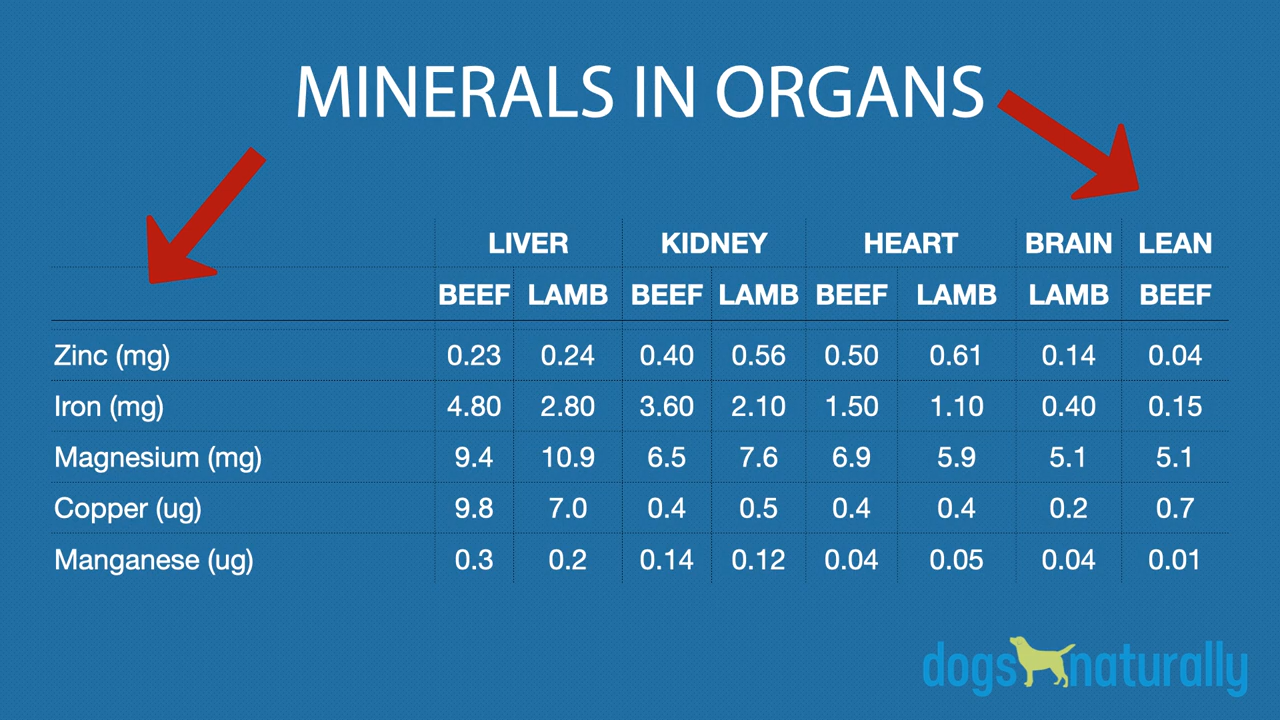 MINERALS IN ORGANS
LIVER KIDNEY HEART BRAIN LEAN
BEEF LAMB BEEF LAMB BEEF LAMB LAMB BEEF
Zinc (mg) 0.23 0.24 0.40 0.56 0.50 0.61 0.14 0.04
Iron (mg) 4.80 2.80 3.60 2.10 1.50 1.10 0.40 0.15
Magnesium (mg) 9.4 10.9 6.5 7.6 6.9 5.9 5.1 5.1
Copper (ug) 9.8 7.0 0.4 0.5 0.4 0.4 0.2 0.7
Manganese (ug) 0.3 0.2 0.14 0.12 0.04 0.05 0.04 0.01
dogs naturally